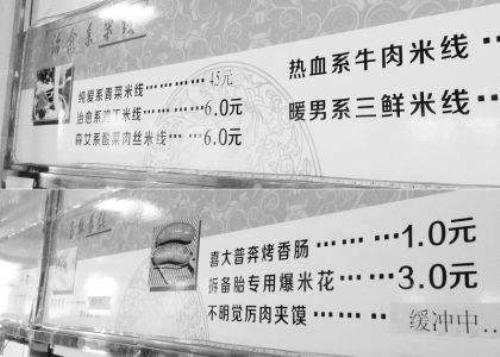 治愈系米线
纯爱系青菜米线………… 4.5元
热血系牛肉米线…
治愈系 米线…………6.0元
暖男系三鲜米线…
森女系酸菜肉丝米线……6.0元
喜大普奔烤香肠…………1.0元
拆备胎专用爆米花………3.0元
不明觉厉肉夹馍………
缓冲中...